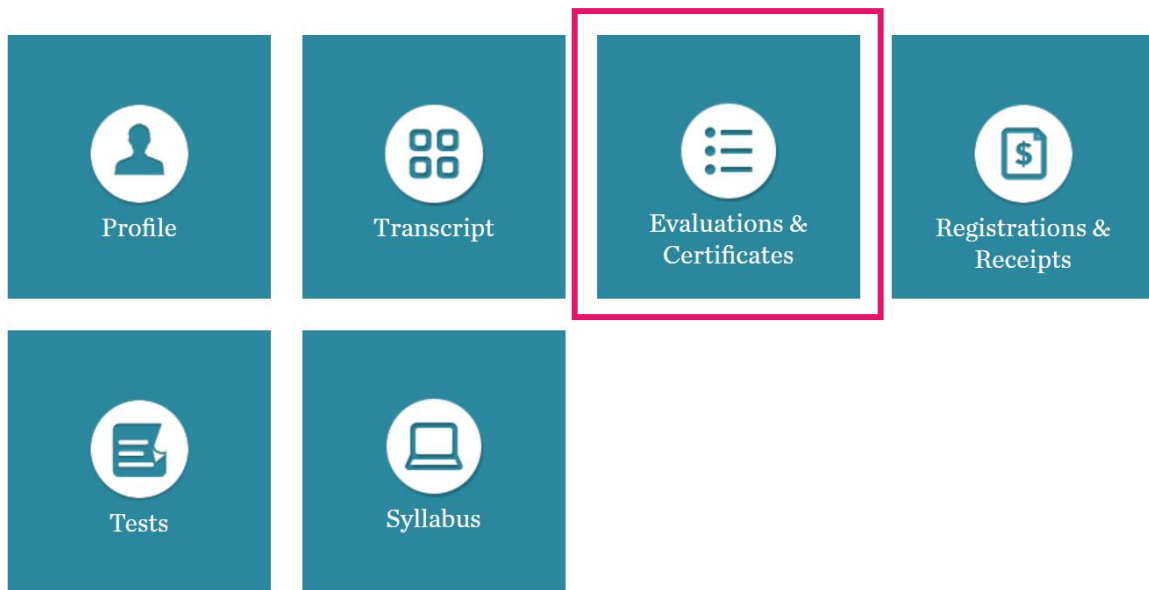 Profile
Transcript
Evaluations &
Certificates
$
Registrations &
Receipts
Tests
Syllabus